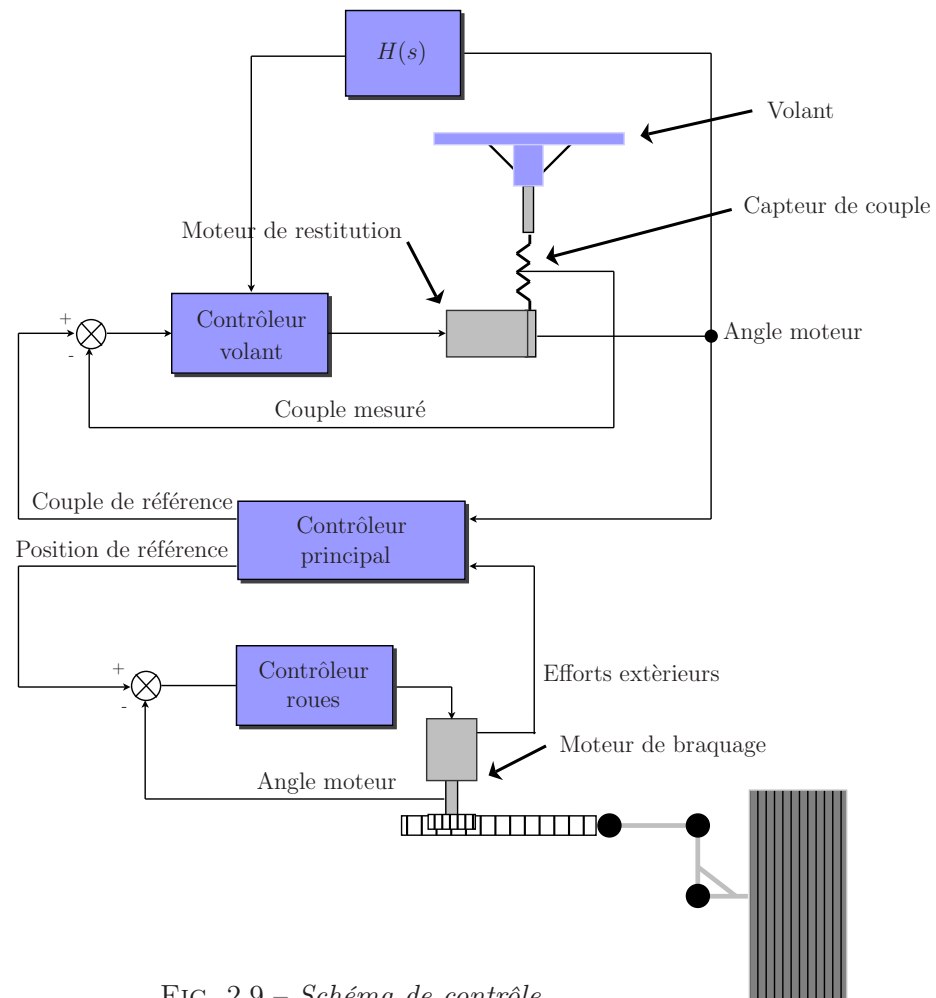 H(s)
Volant
Capteur de couple
Moteur de restitution
Contrôleur
volant
+
-
Angle moteur
Couple mesuré
Couple de référence
Contrôleur
principal
Position de référence
Contrôleur
roues
+
-
Efforts extèrieurs
Moteur de braquage
Angle moteur
FIG. 2.9 – Schéma de contrôle